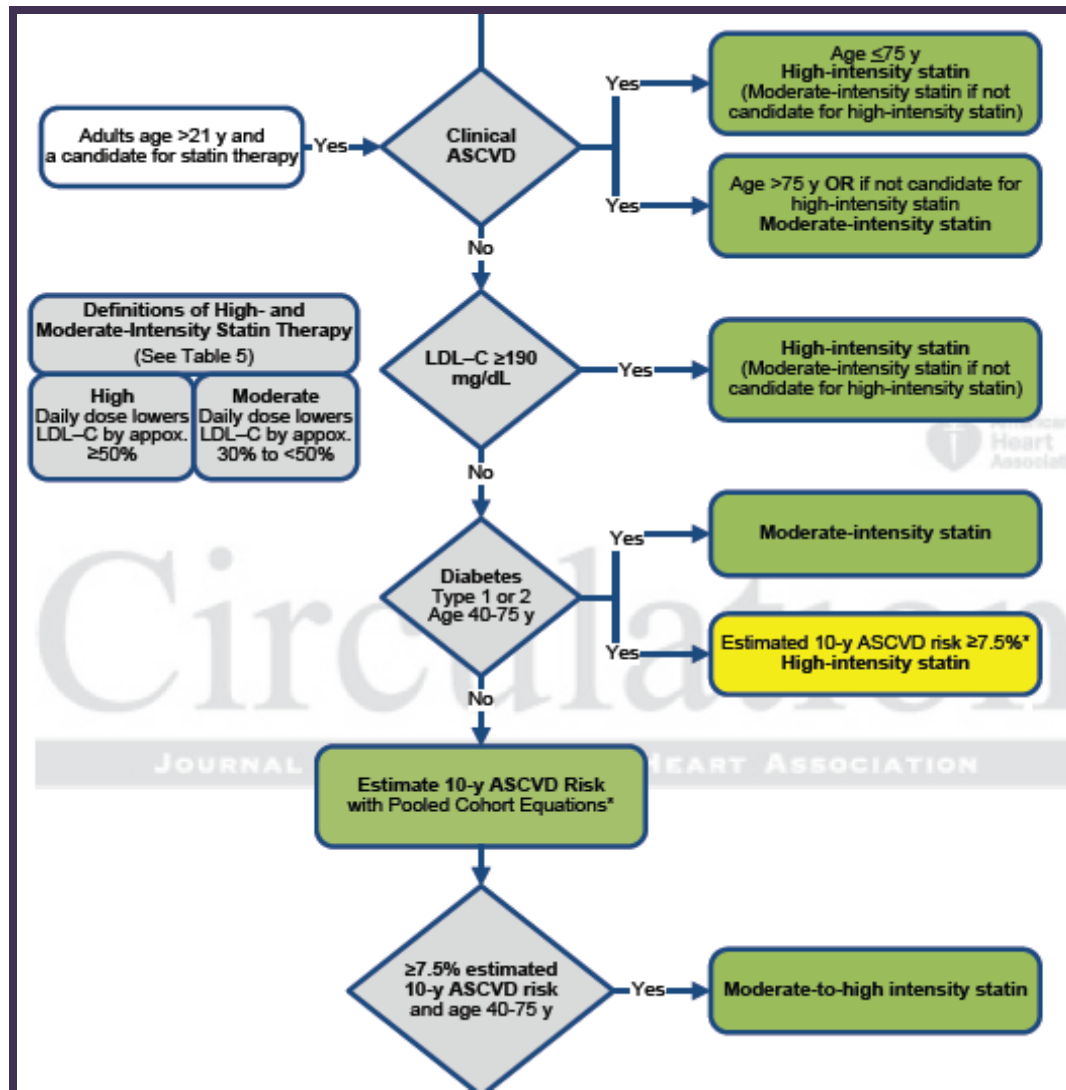 Adults age >21 y and
a candidate for statin therapy
Yes
Clinical
ASCVD
Yes
Age ≤75 y
High-intensity statin
(Moderate-intensity statin if not
candidate for high-intensity statin)
Yes
Age >75 y OR if not candidate for
high-intensity statin
Moderate-intensity statin
No
Definitions of High- and
Moderate-Intensity Statin Therapy
(See Table 5)
High
Daily dose lowers
LDL–C by appox.
≥50%
Moderate
Daily dose lowers
LDL–C by appox.
30% to <50%
LDL–C ≥190
mg/dL
Yes
High-intensity statin
(Moderate-intensity statin if not
candidate for high-intensity statin)
American
Heart
Associati
No
Diabetes
Type 1 or 2
Age 40-75 y
Yes
Moderate-intensity statin
Yes
Estimated 10-y ASCVD risk ≥7.5%*
High-intensity statin
No
Circulation
JOURNAL HEART ASSOCIATION
Estimate 10-y ASCVD Risk
with Pooled Cohort Equations*
≥7.5% estimated
10-y ASCVD risk
and age 40-75 y
Yes
Moderate-to-high intensity statin